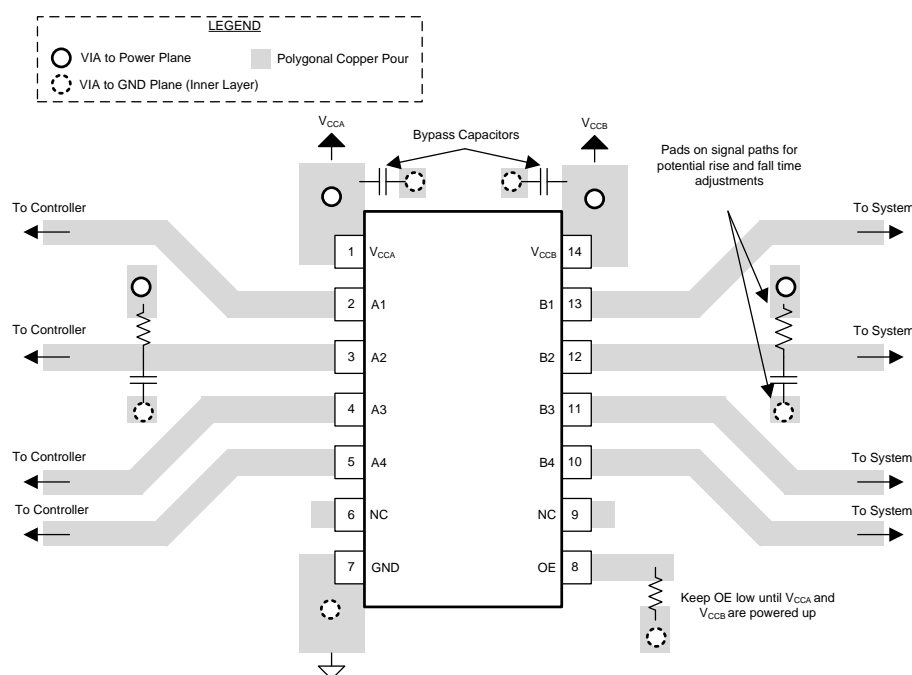 LEGEND
VIA to Power Plane
Polygonal Copper Pour
VIA to GND Plane (Inner Layer)
VCCA
Bypass Capacitors
VCCB
Pads on signal paths for
potential rise and fall time
adjustments
To Controller
To System
1
VCCA
VCCB
14
2
A1
B1
13
To Controller
To System
3
A2
B2
12
4
A3
B3
11
To Controller
To System
5
A4
B4
10
To Controller
To System
6
NC
NC
9
7
GND
OE
8
Keep OE low until VCCA and
VCCB are powered up